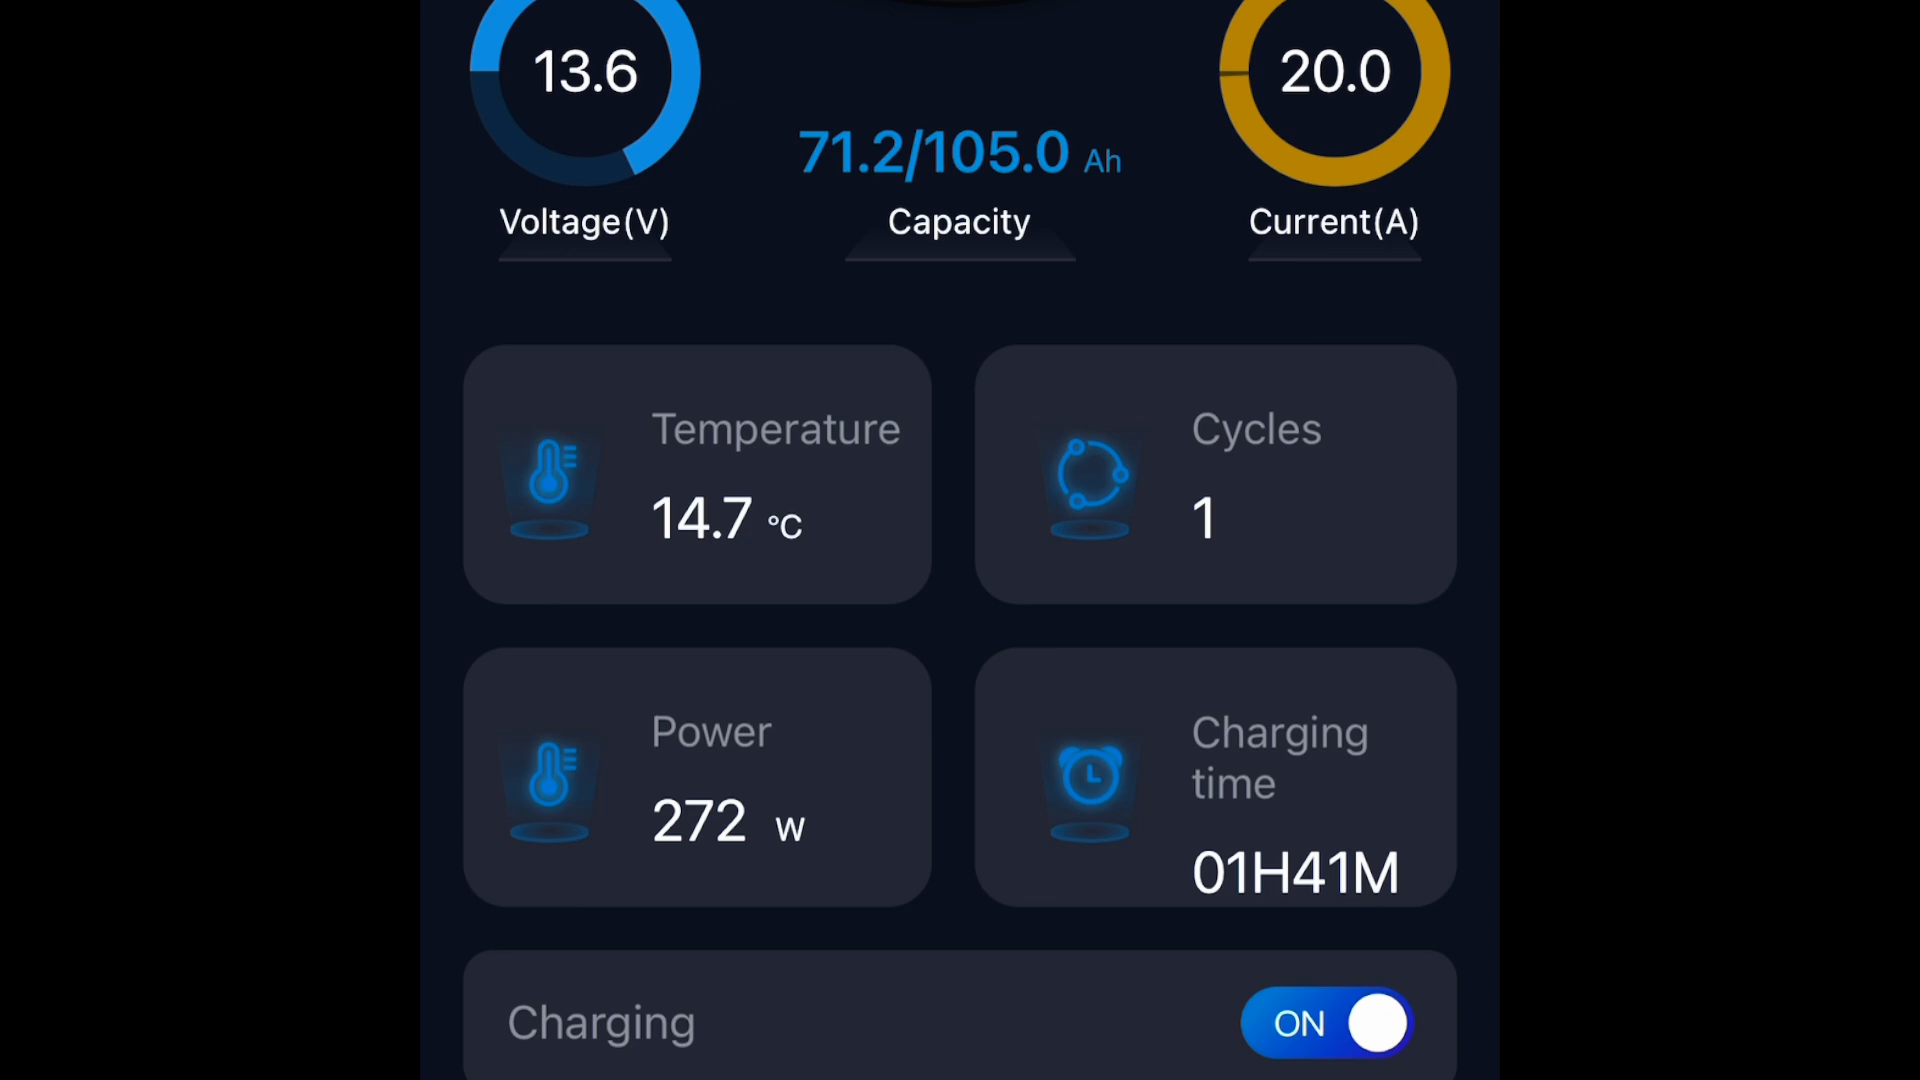 13.6
20.0
71.2/105.0 Ah
Voltage(V)
Capacity
Current(A)
Temperature
14.7 °C
Cycles
1
Power
272 W
Charging
time
01H41M
Charging
ON